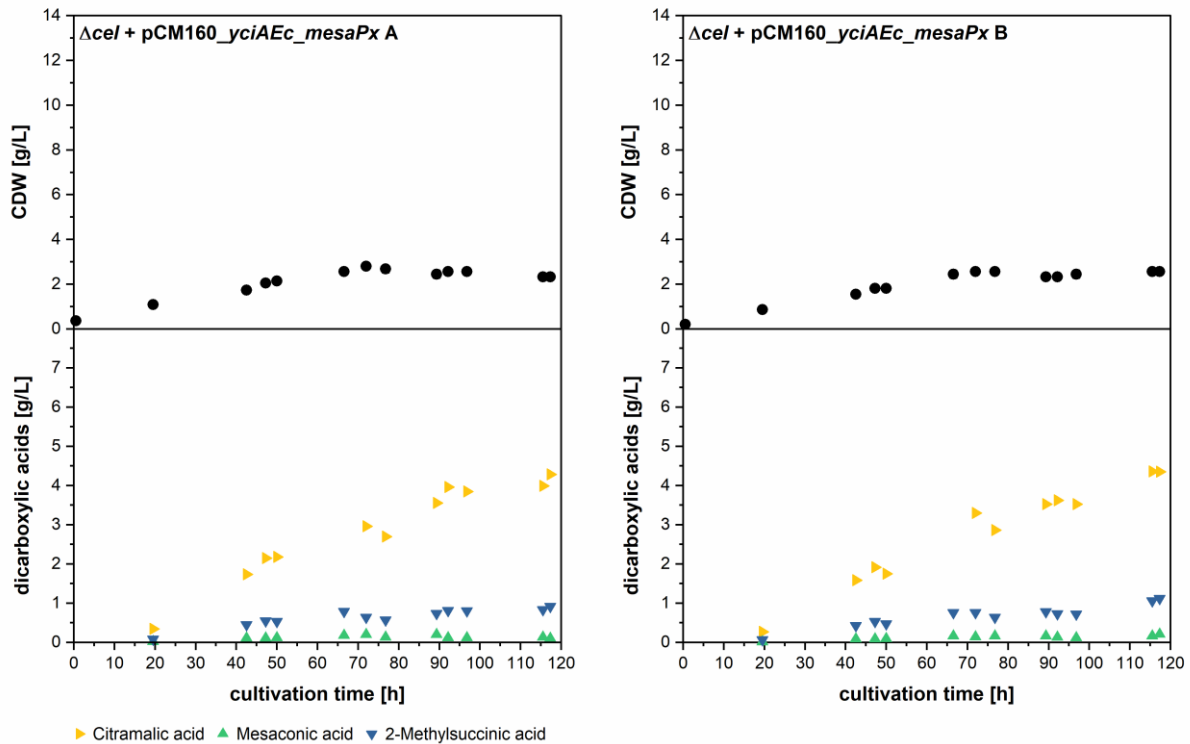 Δcel + pCM160_yciAEc_mesaPx A
CDW [g/L]
14
12
10
8
6
4
2
0
dicarboxylic acids [g/L]
7
6
5
4
3
2
1
0
0 10 20 30 40 50 60 70 80 90 100 110 120
cultivation time [h]
Δcel + pCM160_yciAEc_mesaPx B
CDW [g/L]
14
12
10
8
6
4
2
0
dicarboxylic acids [g/L]
7
6
5
4
3
2
1
0
0 10 20 30 40 50 60 70 80 90 100 110 120
cultivation time [h]
Citramalic acid Mesaconic acid 2-Methylsuccinic acid